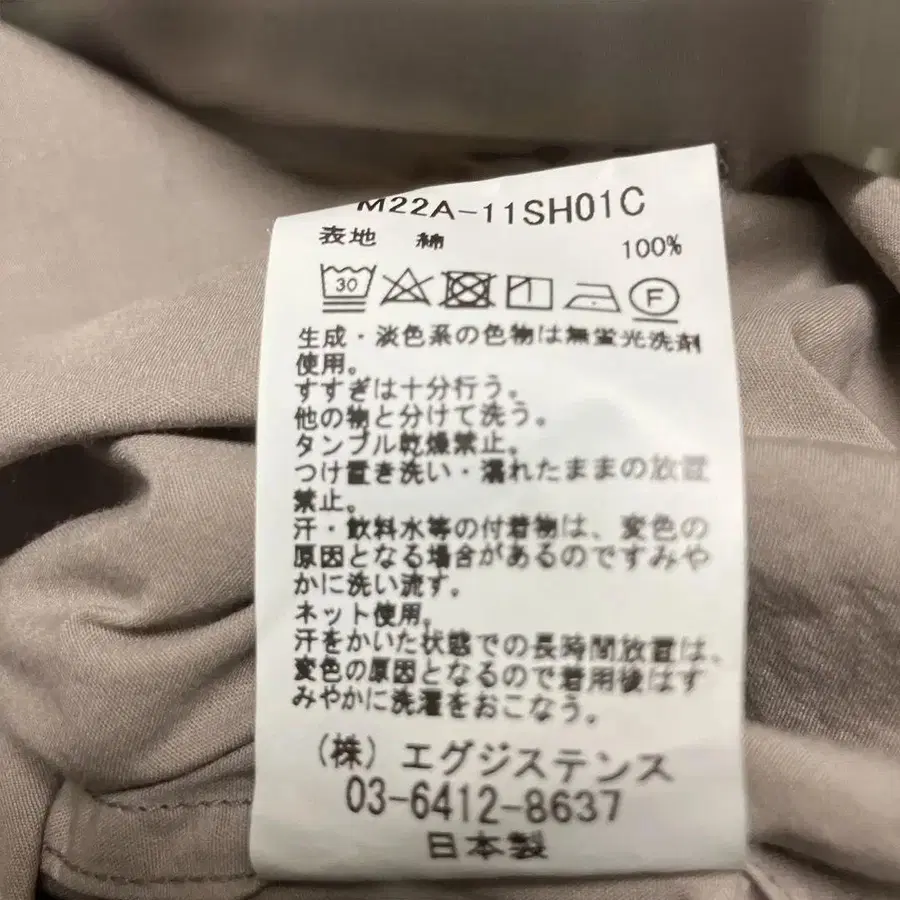 M22A-11SH01C
表地 綿 100%
30 F
生成・淡色系の色物は無蛍光洗剤
使用。
すすぎは十分行う。
他の物と分けて洗う。
タンブル乾燥禁止。
つけ置き洗い・濡れたままの放置
禁止。
汗・飲料水等の付着物は、変色の
原因となる場合があるのですみや
かに洗い流す。
ネット使用。
汗をかいた状態での長時間放置は、
変色の原因となるので着用後はす
みやかに洗濯をおこなう。
(株)エグジステンス
03-6412-8637
日本製